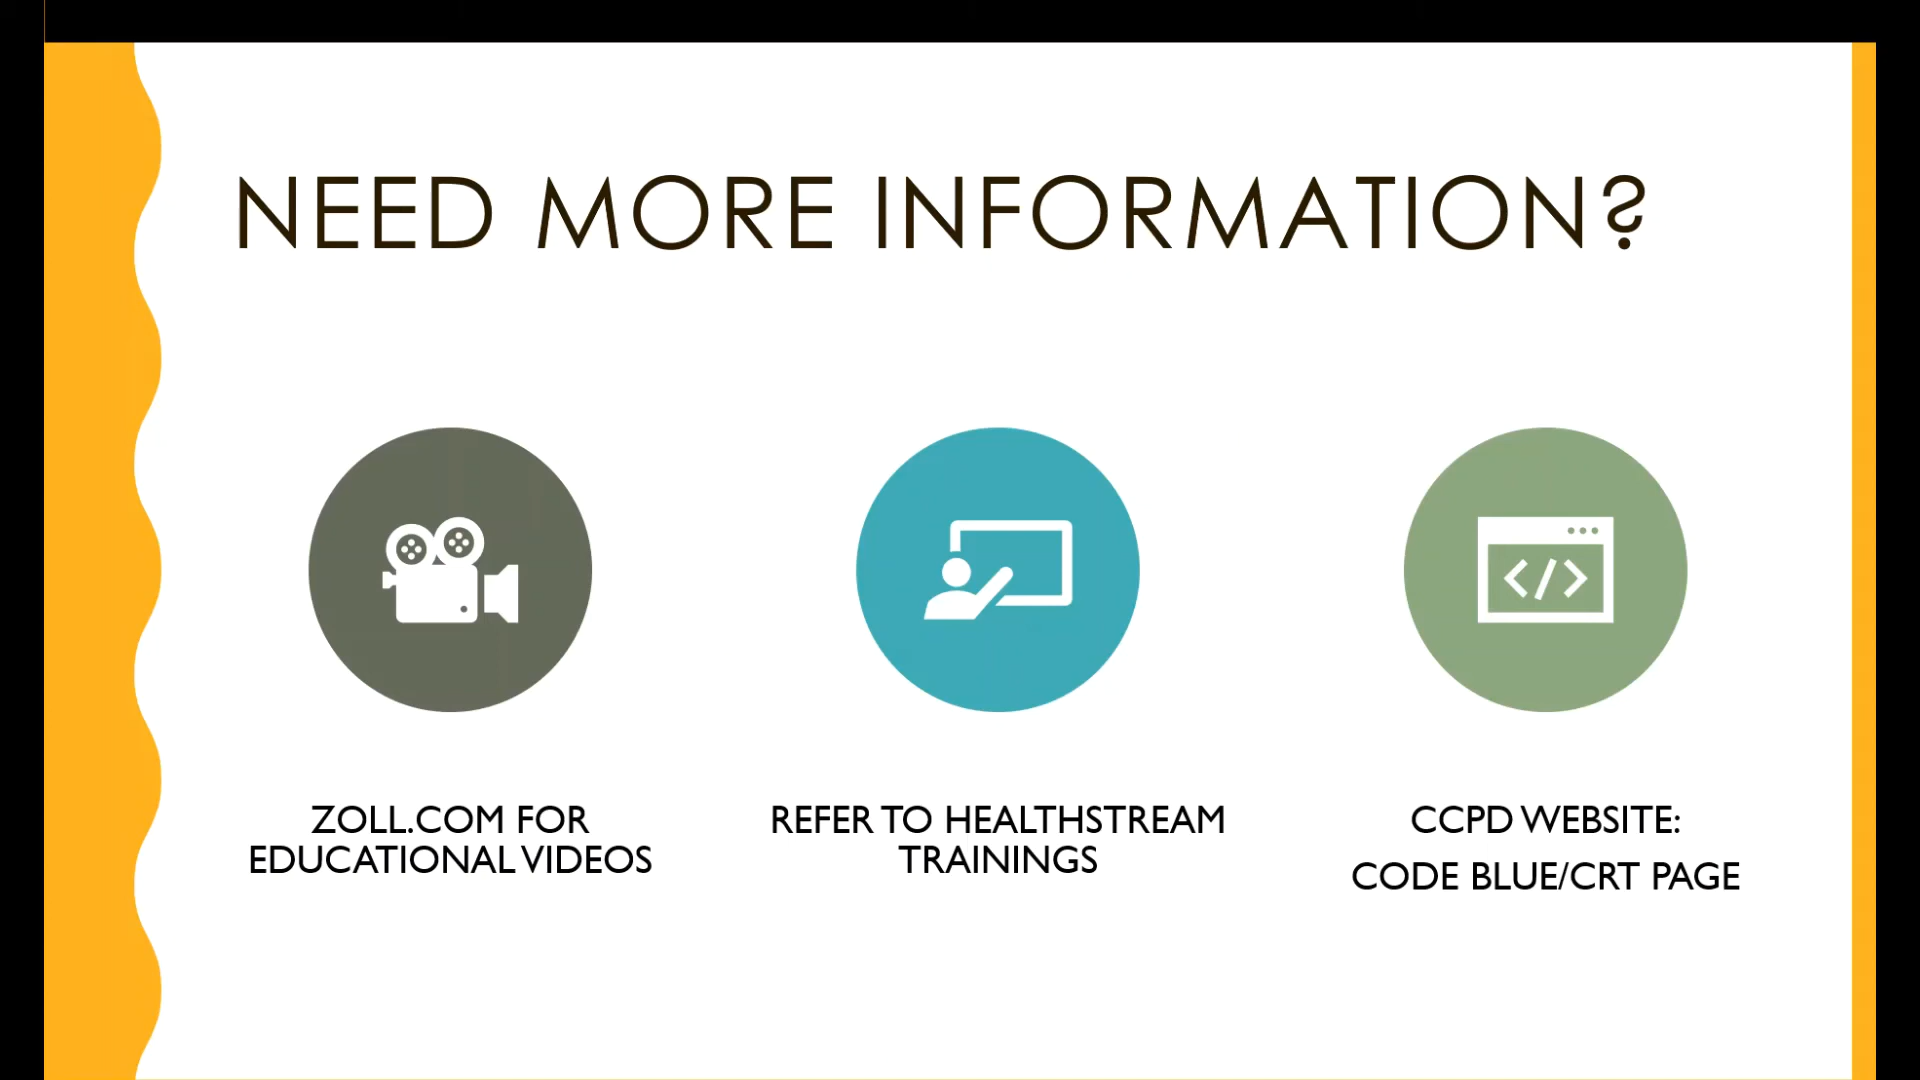 NEED MORE INFORMATION?
ZOLL.COM FOR
EDUCATIONAL VIDEOS
REFER TO HEALTHSTREAM
TRAININGS
CCPD WEBSITE:
CODE BLUE/CRT PAGE